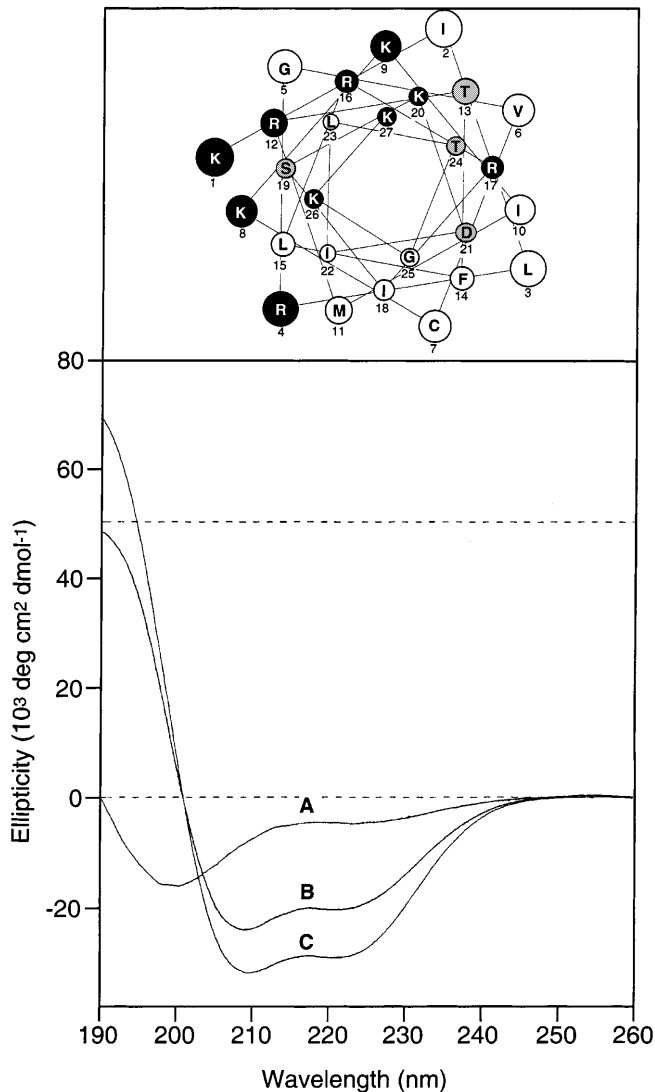 I
2
K
9
G
5
R
16
K
20
T
13
V
6
R
12
L
23
K
27
T
24
K
1
S
19
R
17
K
8
K
26
I
10
D
21
L
15
I
22
G
25
F
14
L
3
R
4
M
11
I
18
C
7
80
60
40
20
0
-20
Ellipticity (10³ deg cm² dmol⁻¹)
A
B
C
190 200 210 220 230 240 250 260
Wavelength (nm)